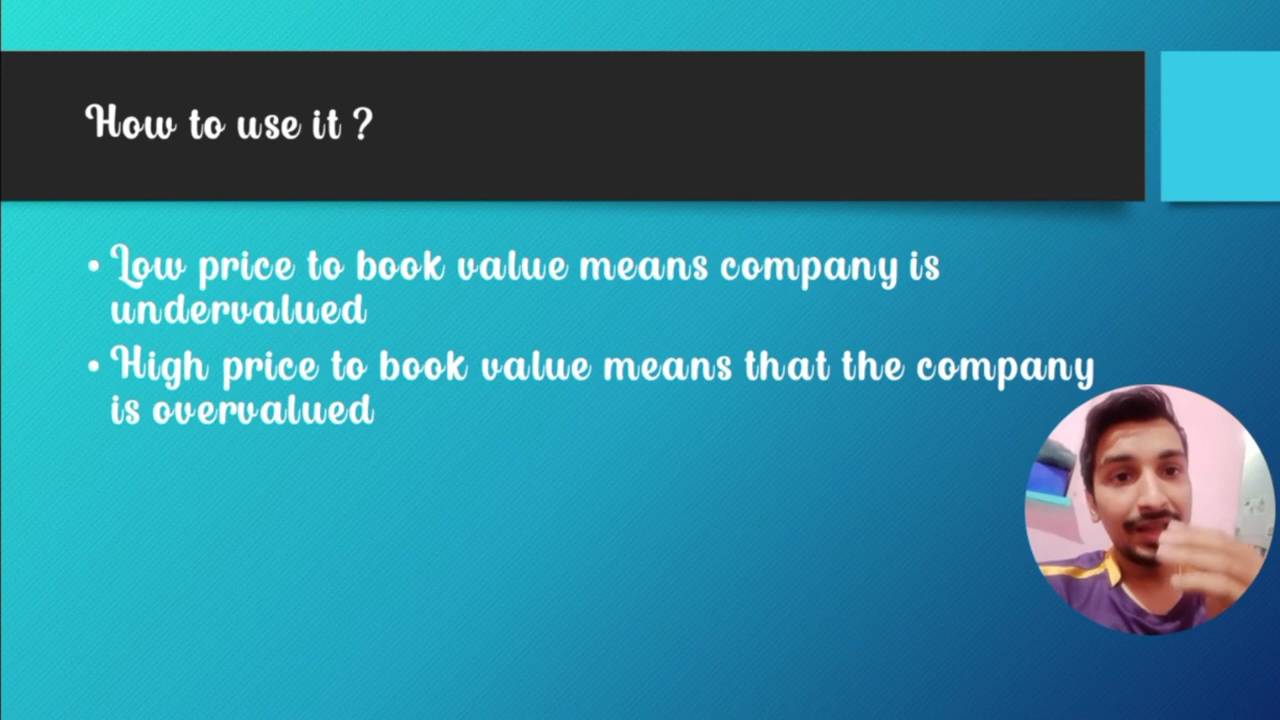 How to use it ?
• Low price to book value means company is
undervalued
• High price to book value means that the company
is overvalued